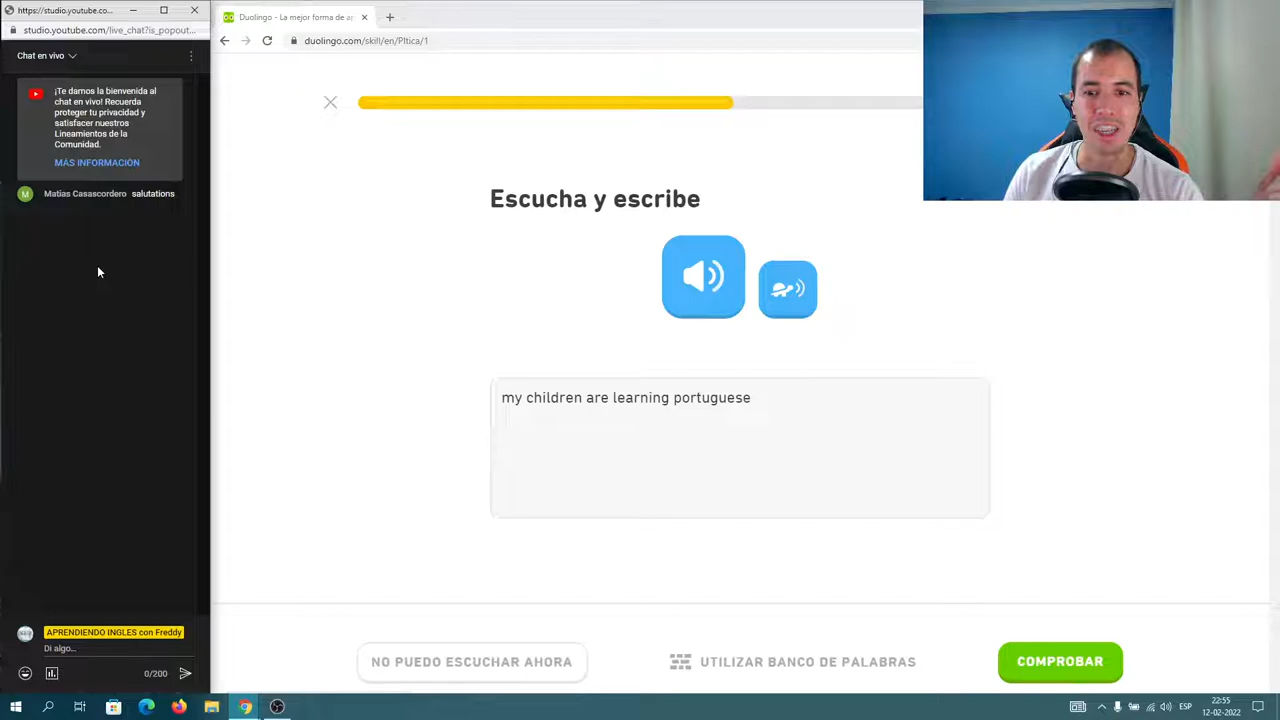 https://studio.youtube.co...
studio.youtube.com/live_chat?is_popout...
Chat en vivo
¡Te damos la bienvenida al
chat en vivo! Recuerda
proteger tu privacidad y
satisfacer nuestros
Lineamientos de la
Comunidad.
MÁS INFORMACIÓN
M Matías Casascordero salutations
APRENDIENDO INGLES con Freddy
Di algo...
0/200
Duolingo - La mejor forma de
duolingo.com/skill/en/Pltica/1
Escucha y escribe
my children are learning portuguese
NO PUEDO ESCUCHAR AHORA
UTILIZAR BANCO DE PALABRAS
COMPROBAR
ESP
22:55
12-02-2022